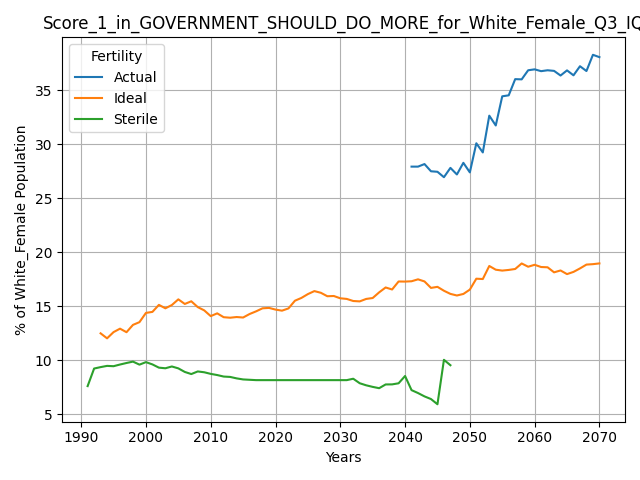 Score_1_in_GOVERNMENT_SHOULD_DO_MORE_for_White_Female_Q3_IQ
Fertility
Actual
Ideal
Sterile
% of White_Female Population
35
30
25
20
15
10
5
1990 2000 2010 2020 2030 2040 2050 2060 2070
Years